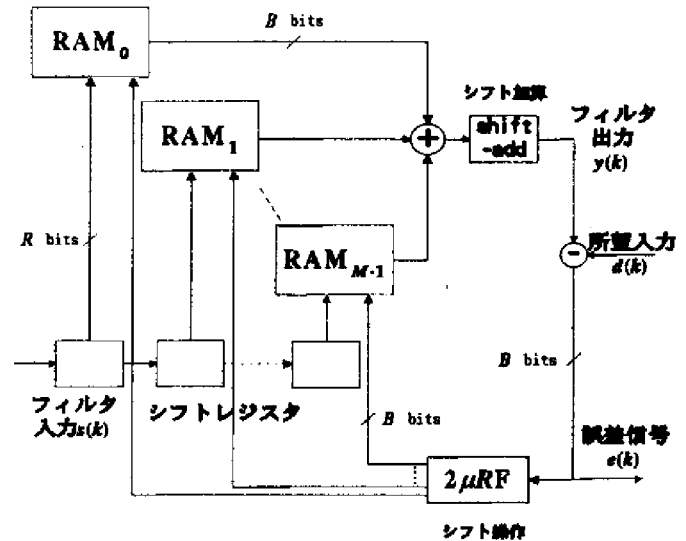 B bits
RAM0
シフト加算
RAM1
shift
-add
フィルタ
出力
y(k)
R bits
RAM M-1
所望入力
d(k)
B bits
フィルタ
入力s(k)
シフトレジスタ
B bits
誤差信号
e(k)
2μRF
シフト操作